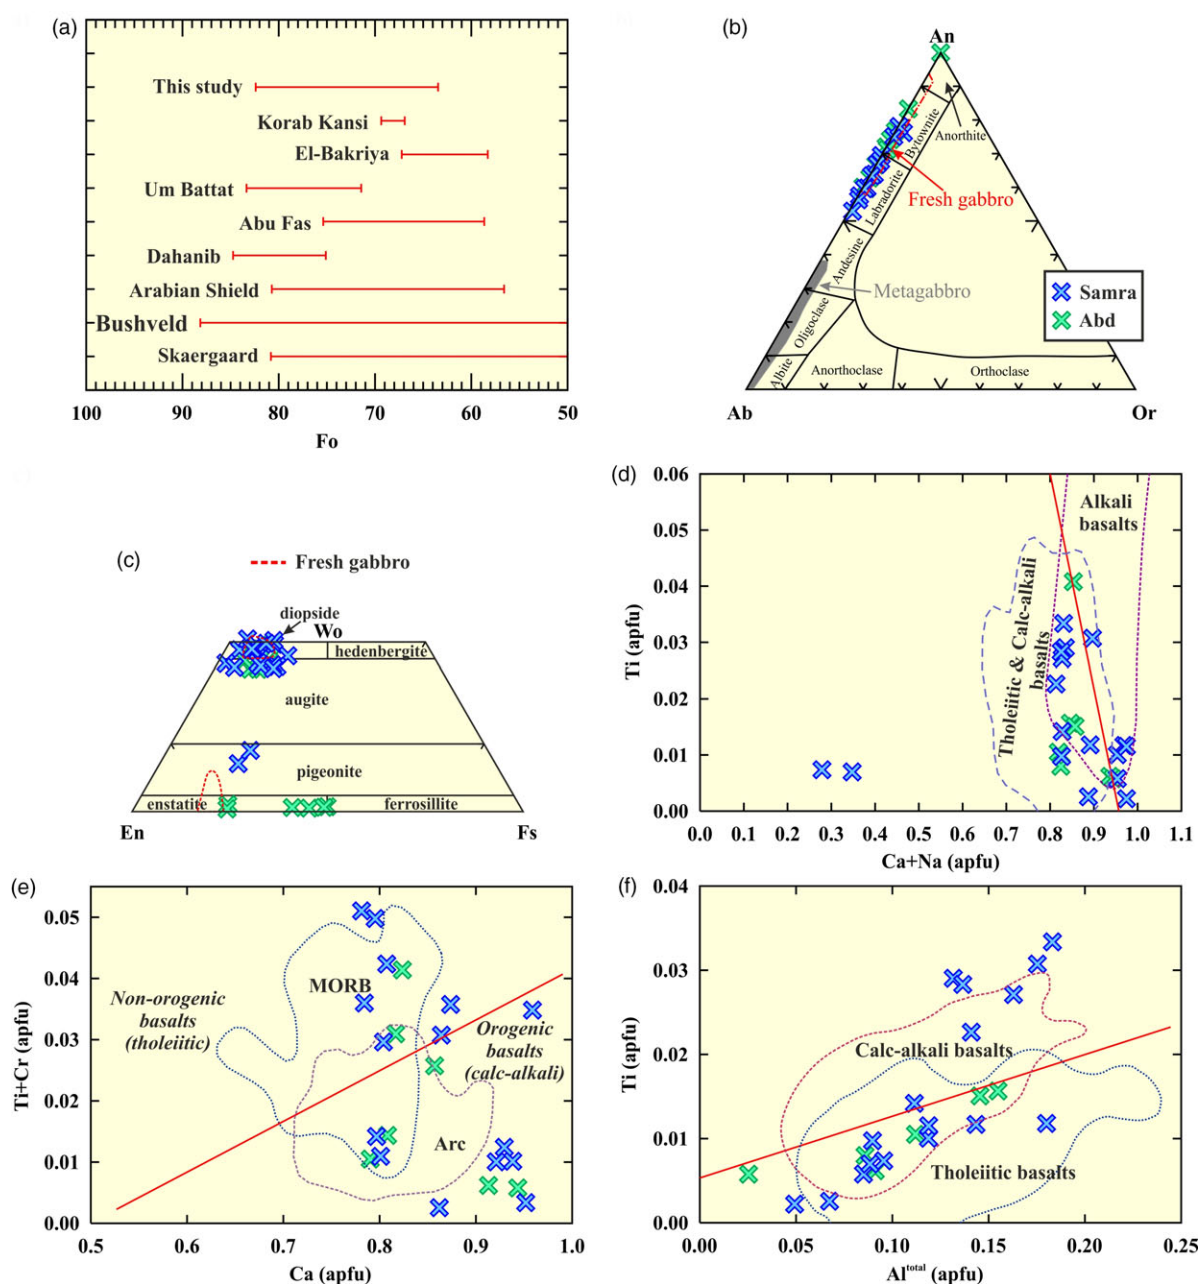 (a)
This study
Korab Kansi
El-Bakriya
Um Battat
Abu Fas
Dahanib
Arabian Shield
Bushveld
Skaergaard
100 90 80 70 60 50
Fo
(b)
An
Anorthite
Bytownite
Labradorite
Fresh gabbro
Andesine
Metagabbro
Oligoclase
Albite
Anorthoclase
Orthoclase
Samra
Abd
Ab
Or
(c)
Fresh gabbro
diopside
Wo
hedenbergite
augite
pigeonite
enstatite
ferrosillite
En
Fs
(d)
0.06
0.05
0.04
0.03
0.02
0.01
0.00
Ti (apfu)
Alkali
basalts
Tholeiitic & Calc-alkali
basalts
0.0 0.1 0.2 0.3 0.4 0.5 0.6 0.7 0.8 0.9 1.0 1.1
Ca+Na (apfu)
(e)
0.05
0.04
0.03
0.02
0.01
0.00
Ti+Cr (apfu)
MORB
Non-orogenic
basalts
(tholeiitic)
Orogenic
basalts
(calc-alkali)
Arc
0.5 0.6 0.7 0.8 0.9 1.0
Ca (apfu)
(f)
0.04
0.03
0.02
0.01
0.00
Ti (apfu)
Calc-alkali basalts
Tholeiitic basalts
0.00 0.05 0.10 0.15 0.20 0.25
Al^total (apfu)